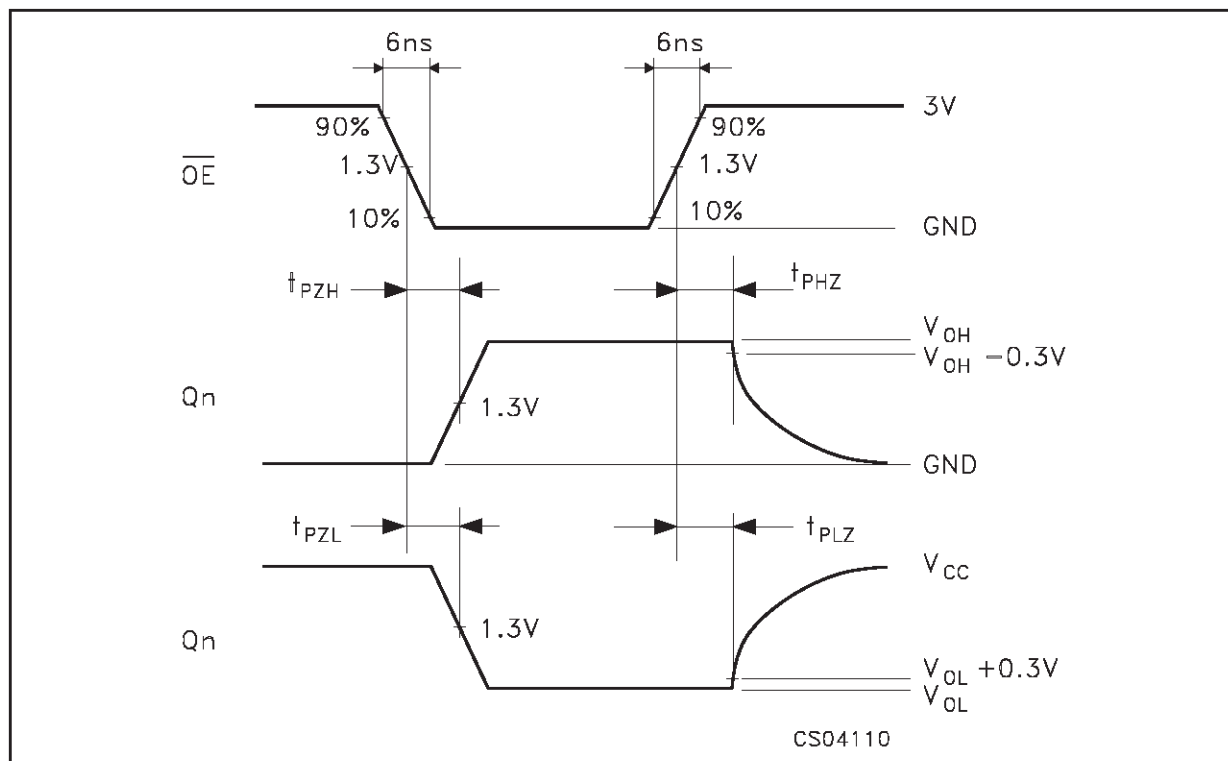 6ns 6ns
3V
90% 90%
OE 1.3V 1.3V
10% 10%
GND
tPZH tPHZ
VOH
VOH -0.3V
Qn 1.3V
GND
tPZL tPLZ
VCC
Qn 1.3V
VOL +0.3V
VOL
CS04110